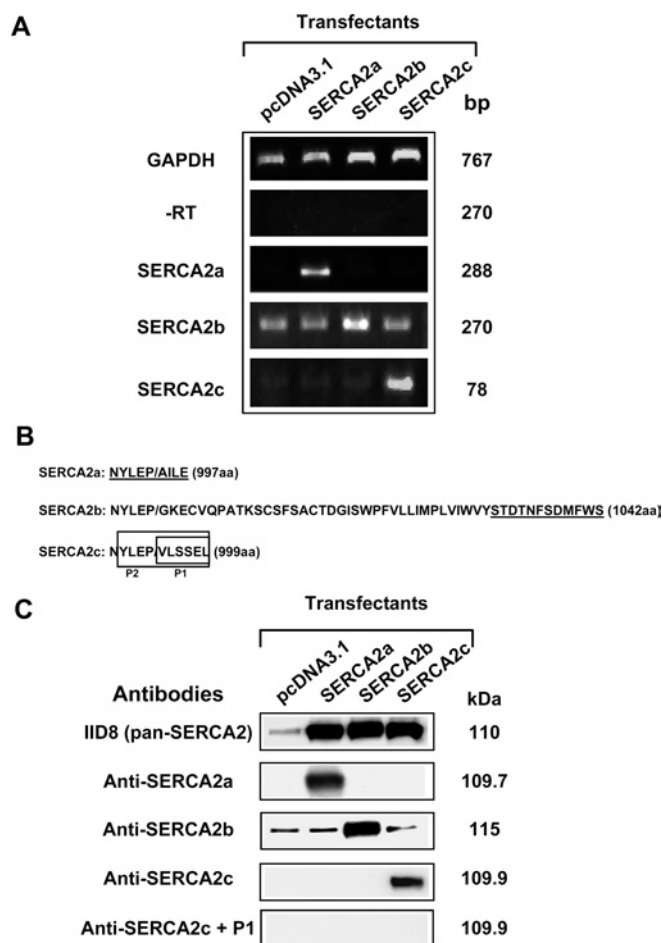 A
Transfectants
pcDNA3.1 SERCA2a SERCA2b SERCA2c bp
GAPDH 767
-RT 270
SERCA2a 288
SERCA2b 270
SERCA2c 78
B
SERCA2a: NYLEP/AILE (997aa)
SERCA2b: NYLEP/GKECVQPATKSCSFSACTDGISWPFVLLIMPLVIWVYSTDTNFSDMFWS (1042aa)
SERCA2c: NYLEP/VLSSEL (999aa)
P2 P1
C
Transfectants
Antibodies pcDNA3.1 SERCA2a SERCA2b SERCA2c kDa
IID8 (pan-SERCA2) 110
Anti-SERCA2a 109.7
Anti-SERCA2b 115
Anti-SERCA2c 109.9
Anti-SERCA2c + P1 109.9